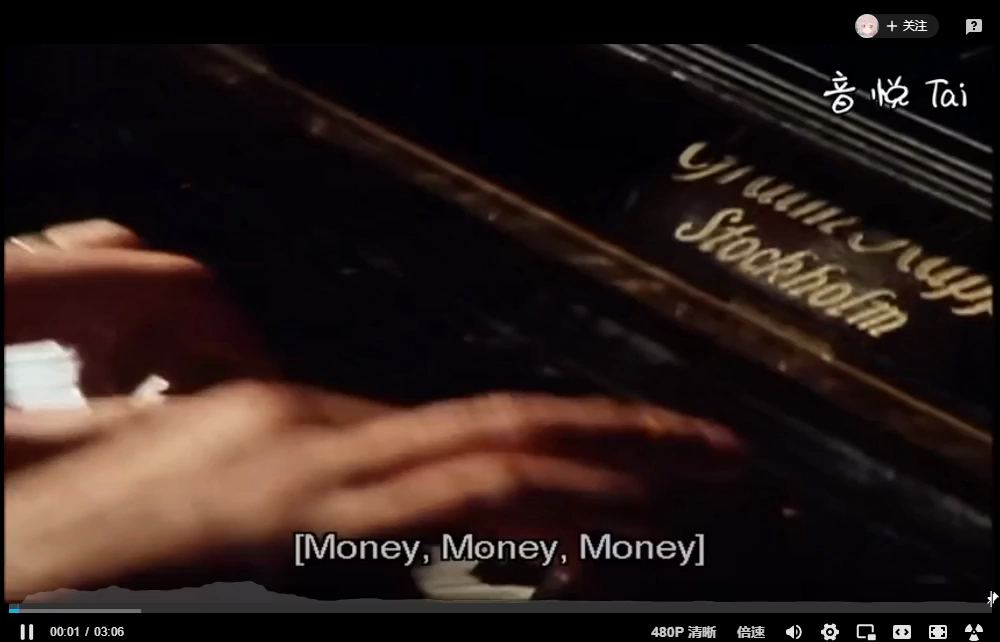 + 关注
音悦 Tai
Stockholm
[Money, Money, Money]
00:01 / 03:06
480P 清晰
倍速